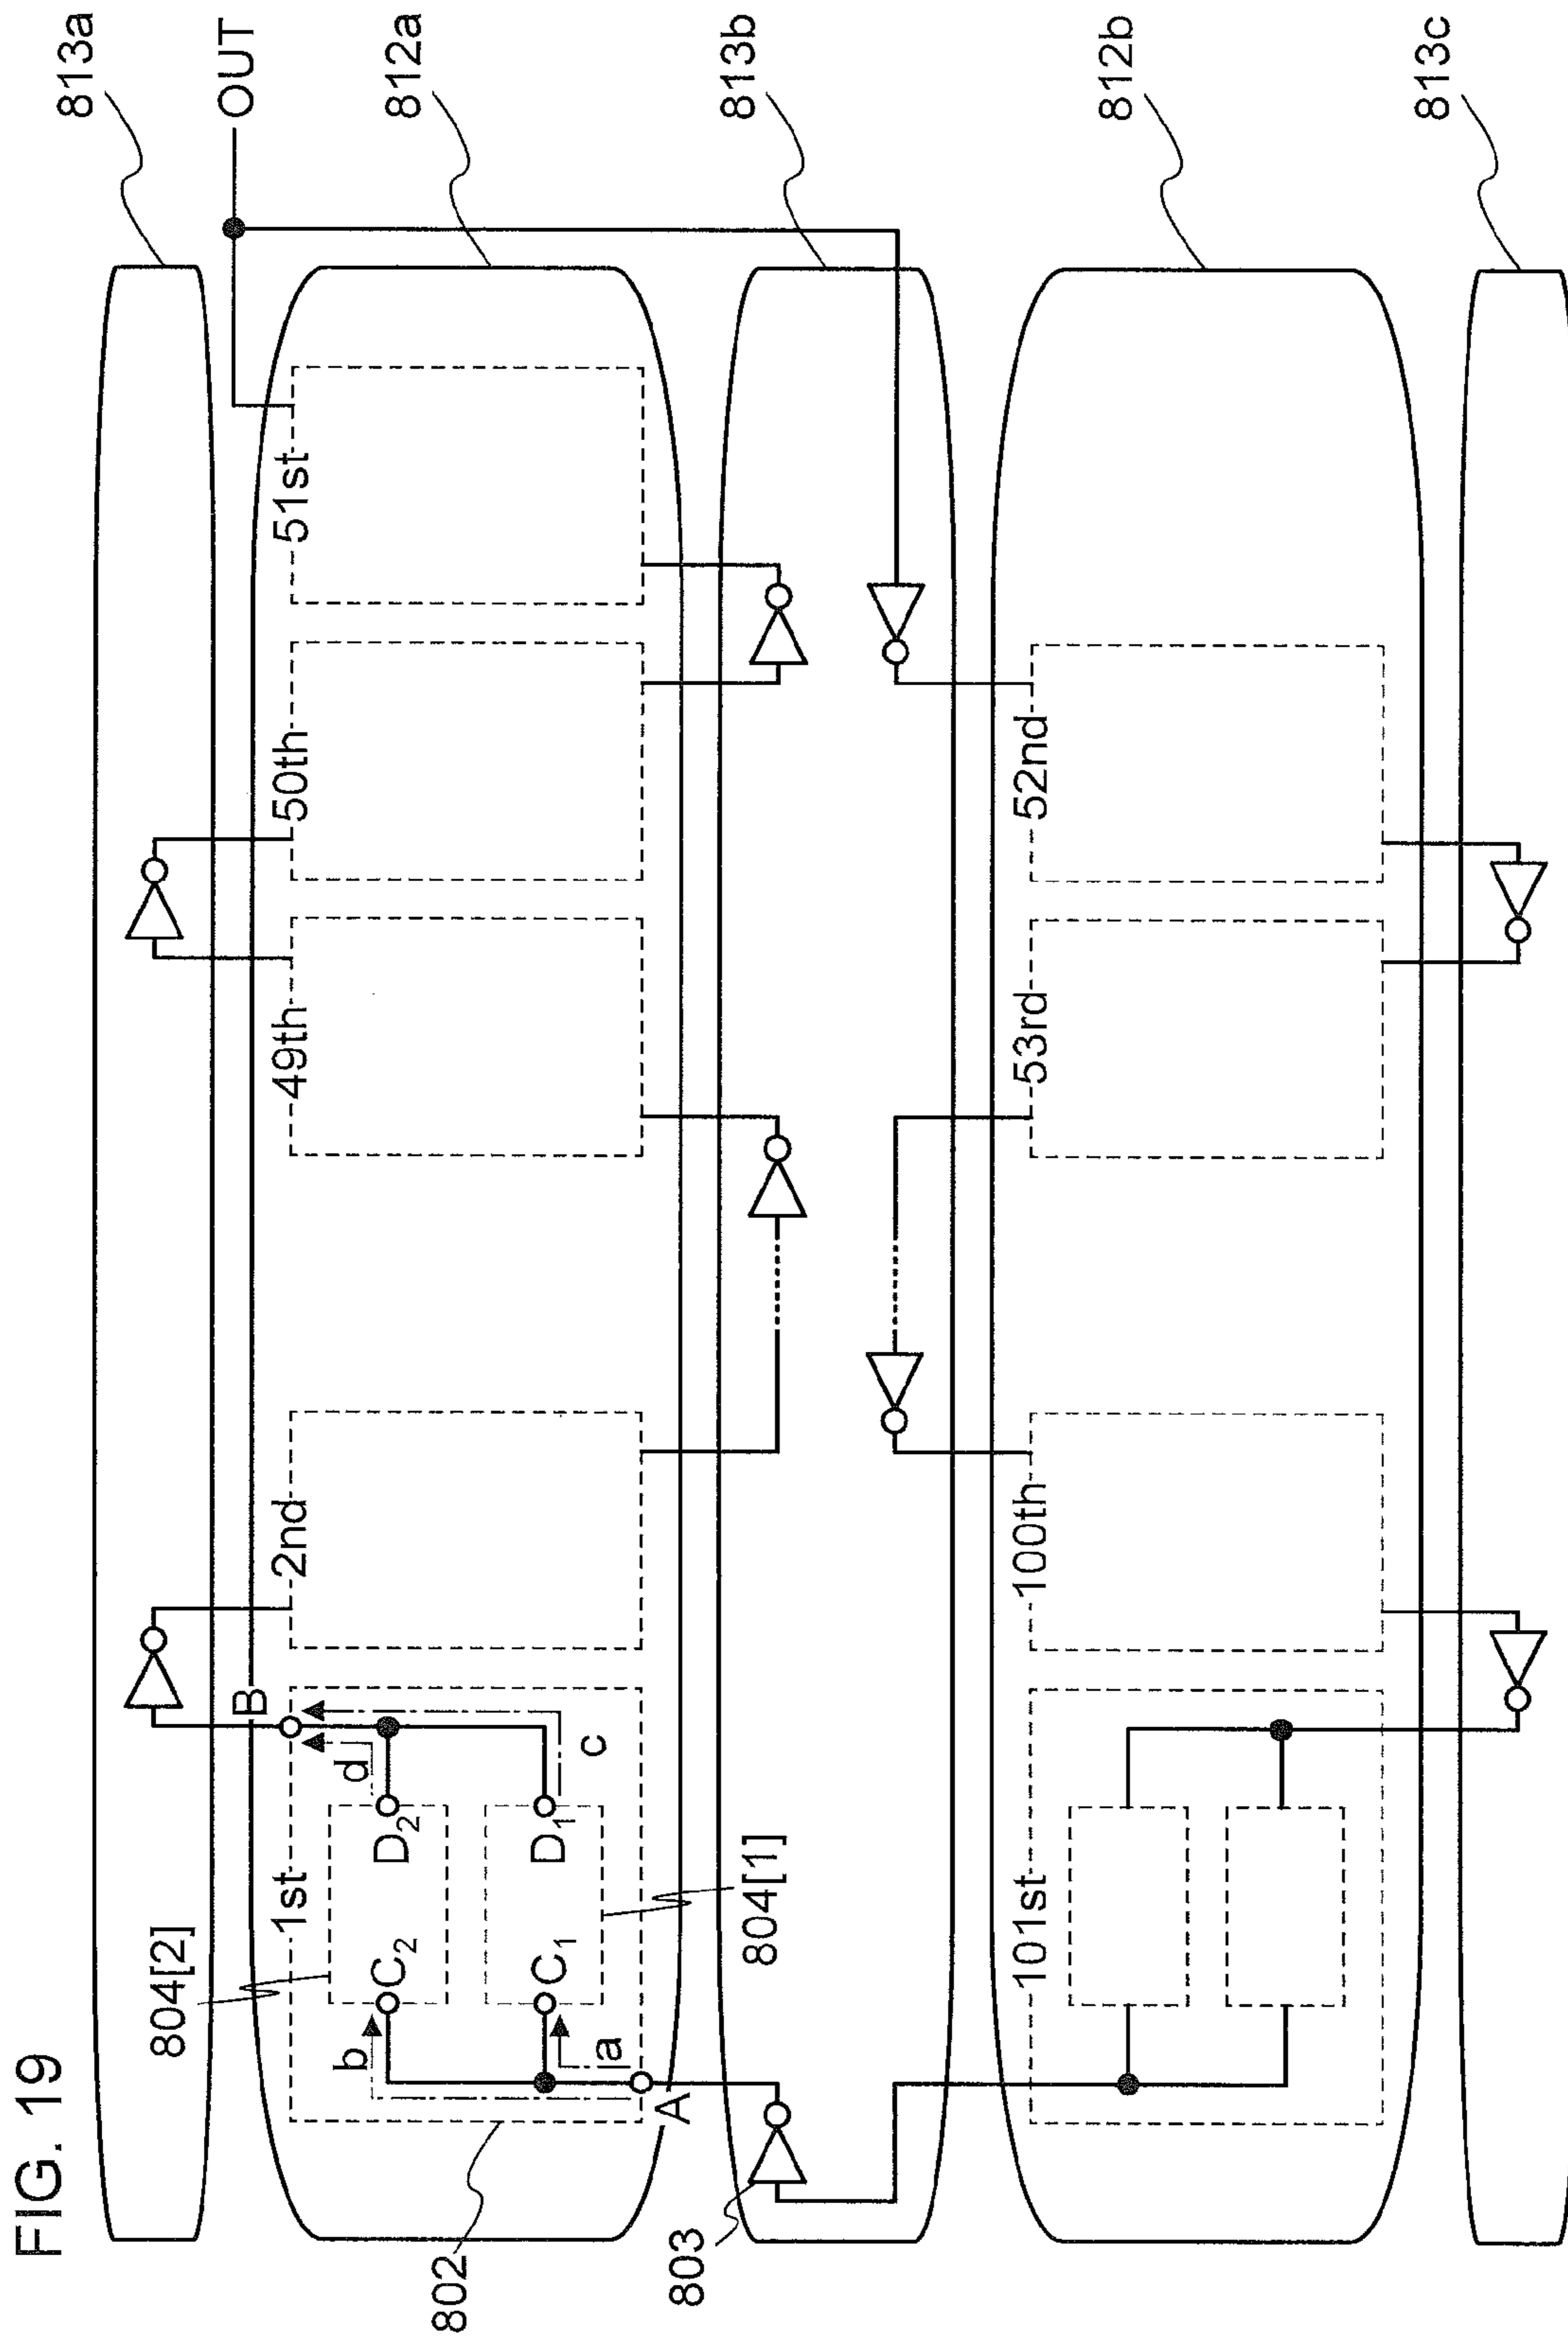 FIG. 19
813a
OUT
812a
813b
812b
813c
802
803
804[2]
804[1]
1st
2nd
49th
50th
51st
A
B
C2
D2
C1
D1
a
b
c
d
101st
100th
53rd
52nd